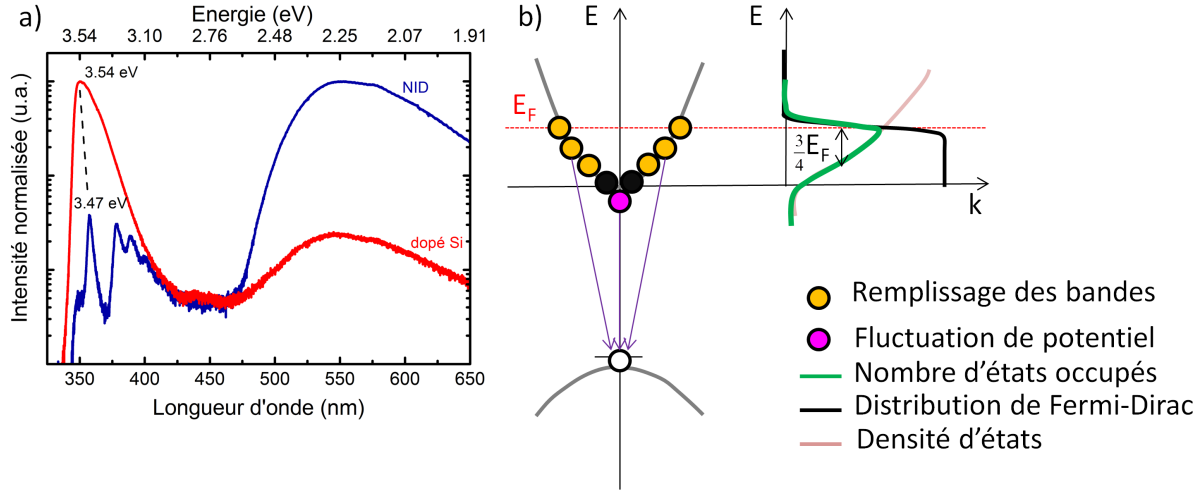 a)
Energie (eV)
3.54 3.10 2.76 2.48 2.25 2.07 1.91
3.54 eV
NID
3.47 eV
dopé Si
Intensité normalisée (u.a.)
350 400 450 500 550 600 650
Longueur d'onde (nm)
b)
E
E_F
E
3/4 E_F
k
Remplissage des bandes
Fluctuation de potentiel
Nombre d'états occupés
Distribution de Fermi-Dirac
Densité d'états